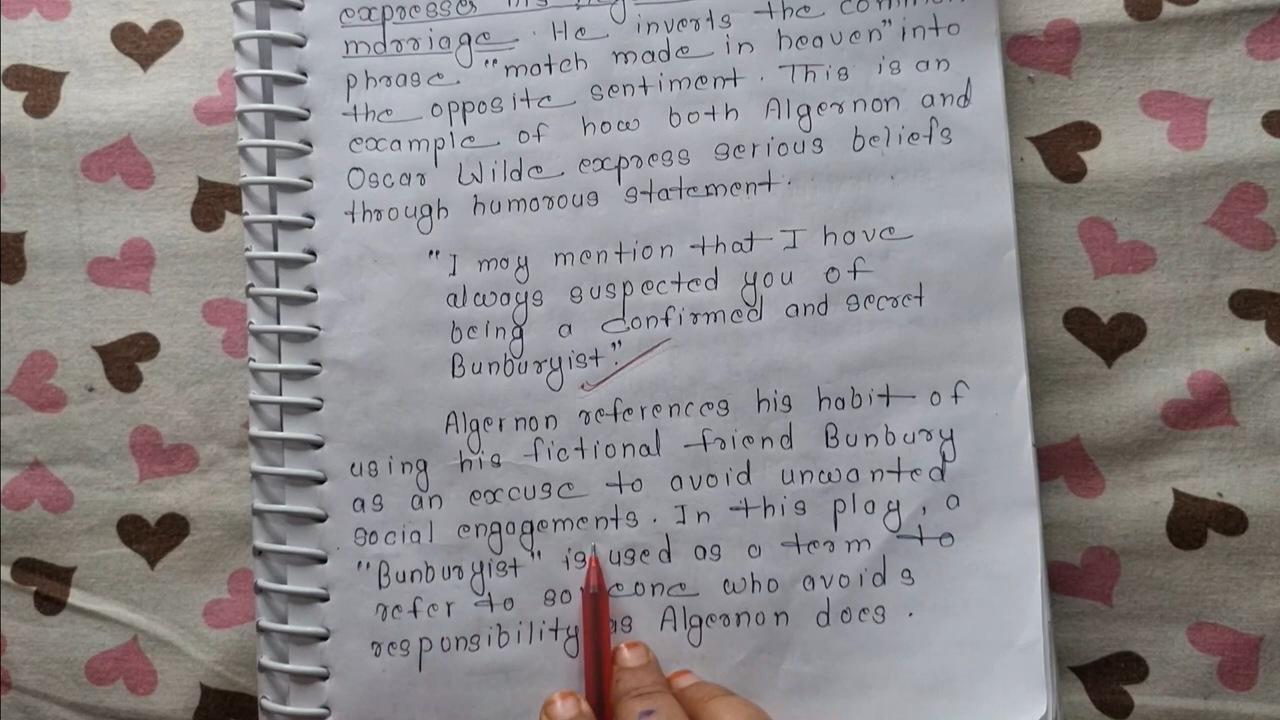 expresses his
marriage. He inverts the common
phrase "match made in heaven" into
the opposite sentiment. This is an
example of how both Algernon and
Oscar Wilde express serious beliefs
through humorous statement.
"I may mention that I have
always suspected you of
being a confirmed and secret
Bunburyist."
Algernon references his habit of
using his fictional friend Bunbury
as an excuse to avoid unwanted
social engagements. In this play, a
"Bunburyist" is used as a term to
refer to someone who avoids
responsibility as Algernon does.